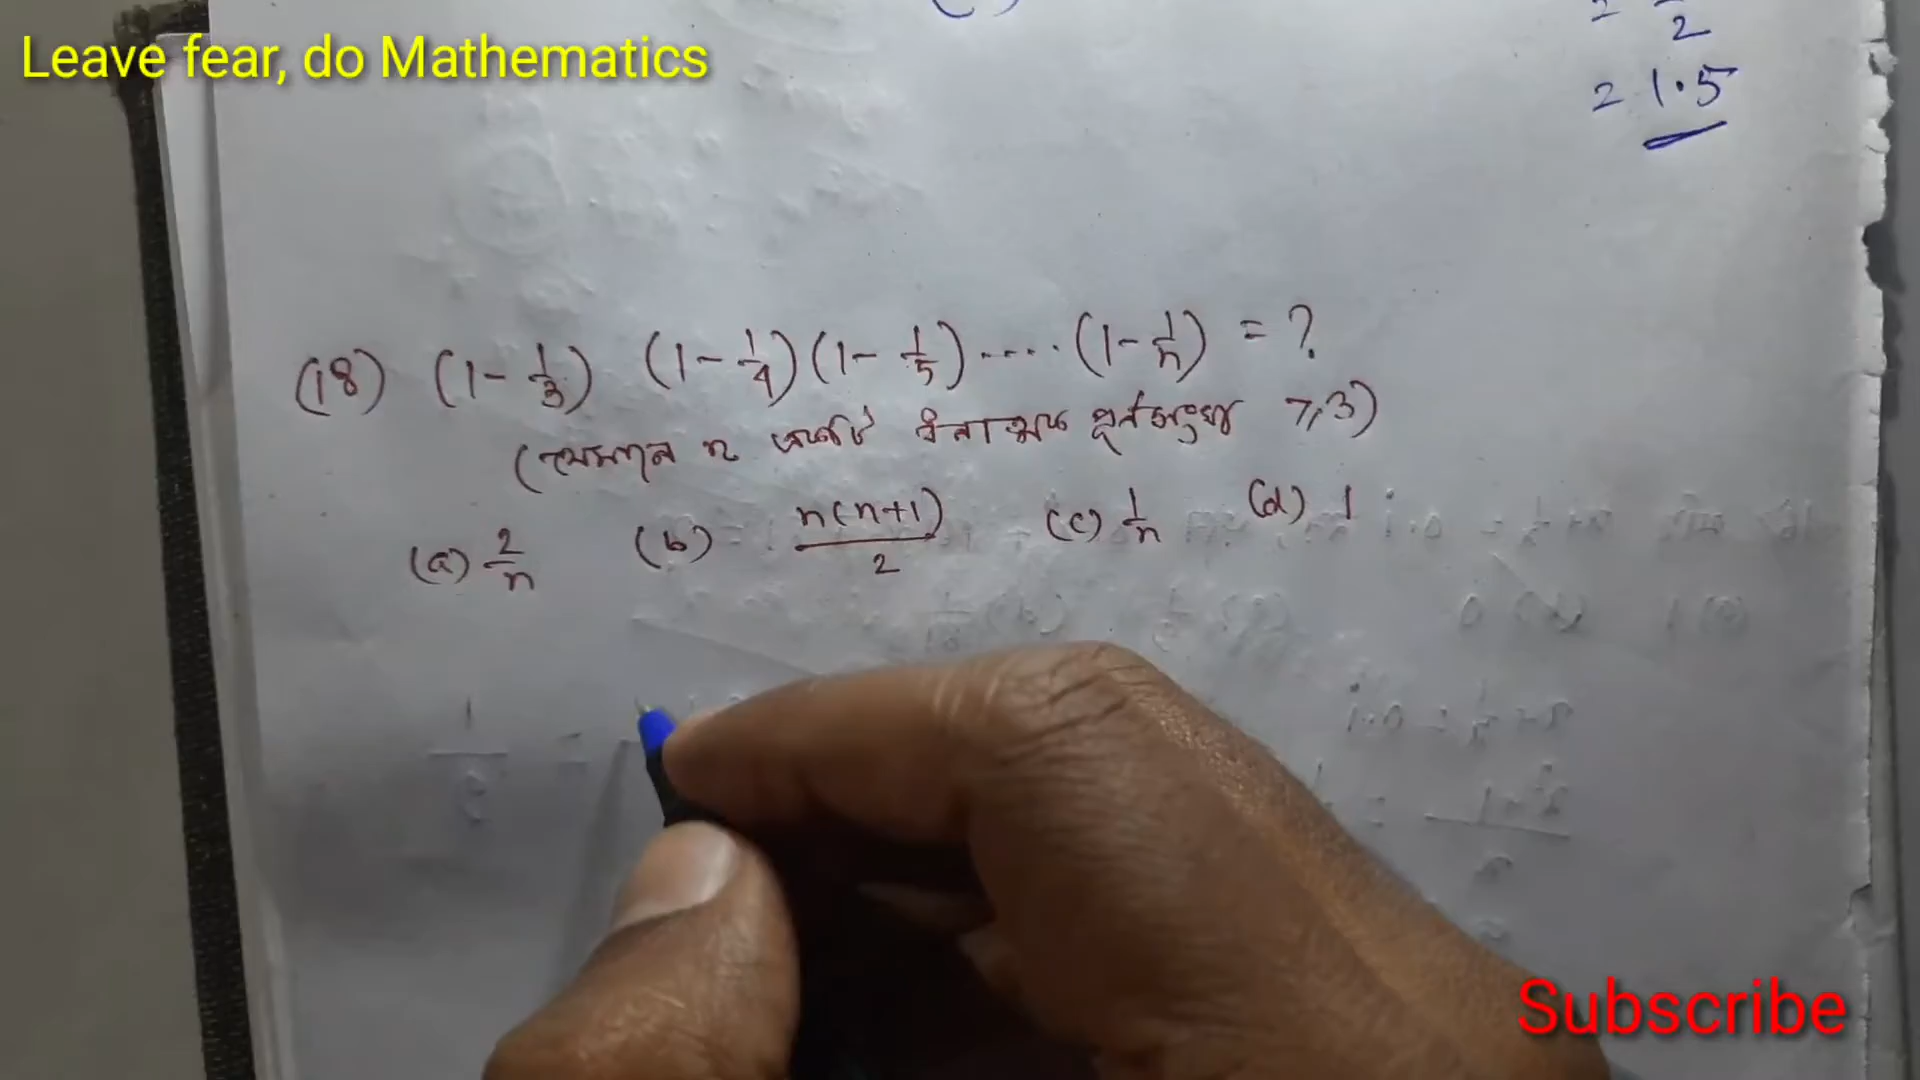 Leave fear, do Mathematics
2
= 1.5
(18) (1 - 1/3) (1 - 1/4) (1 - 1/5) .... (1 - 1/n) = ?
(যেখানে n একটি ধনাত্মক পূর্ণসংখ্যা ≥ 3)
(a) 2/n (b) n(n+1)/2 (c) 1/n (d) 1
Subscribe